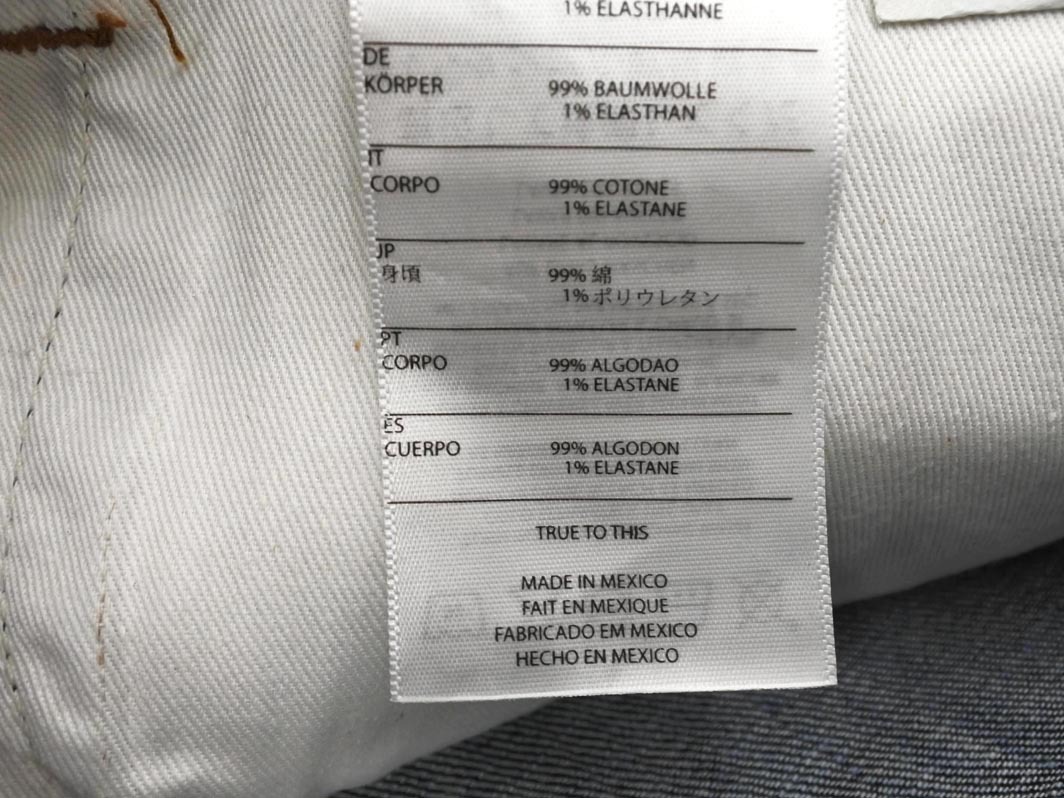 1% ELASTHANNE
DE
KÖRPER 99% BAUMWOLLE
1% ELASTHAN
IT
CORPO 99% COTONE
1% ELASTANE
JP
身頃 99% 綿
1% ポリウレタン
PT
CORPO 99% ALGODAO
1% ELASTANE
ES
CUERPO 99% ALGODON
1% ELASTANE
TRUE TO THIS
MADE IN MEXICO
FAIT EN MEXIQUE
FABRICADO EM MEXICO
HECHO EN MEXICO